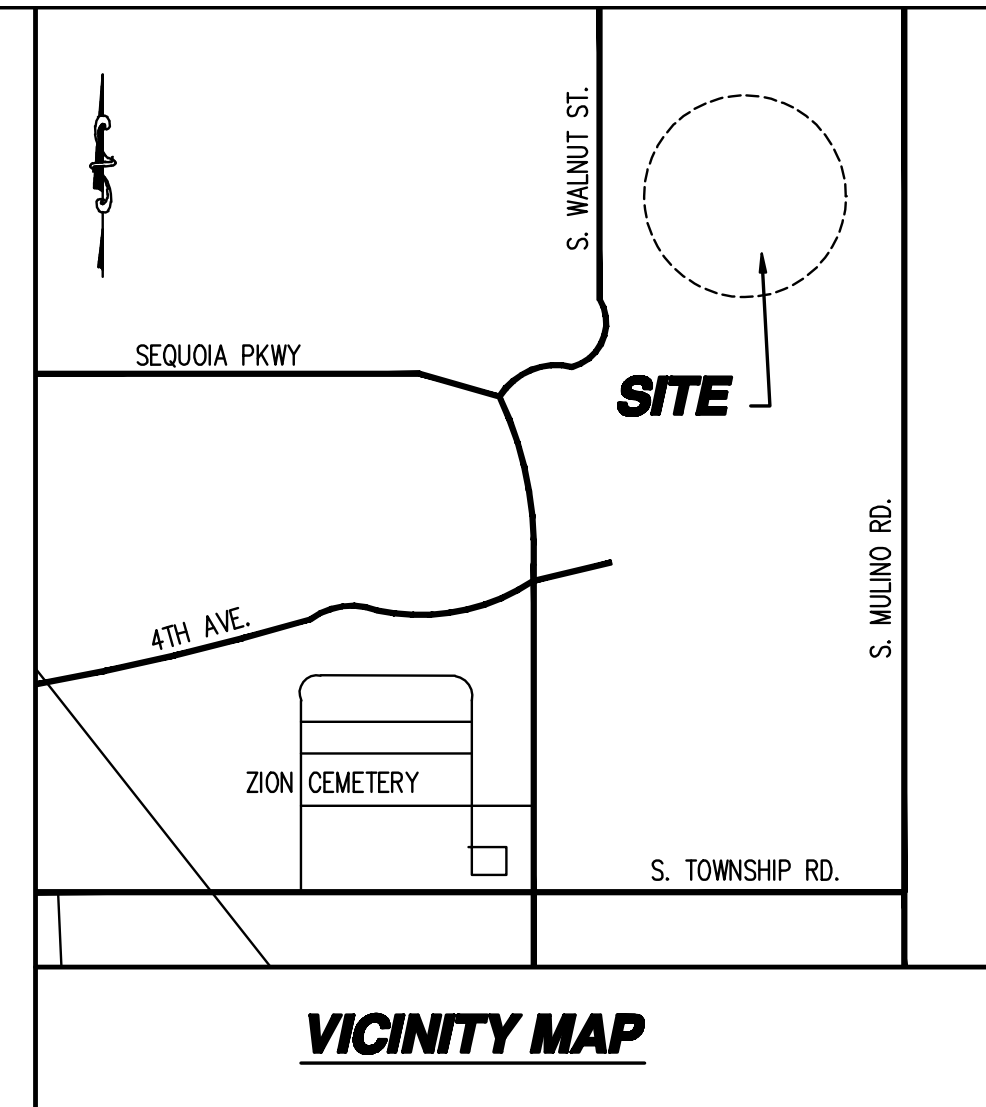 S. WALNUT ST.
SEQUOIA PKWY
SITE
S. MULINO RD.
4TH AVE.
ZION CEMETERY
S. TOWNSHIP RD.
VICINITY MAP